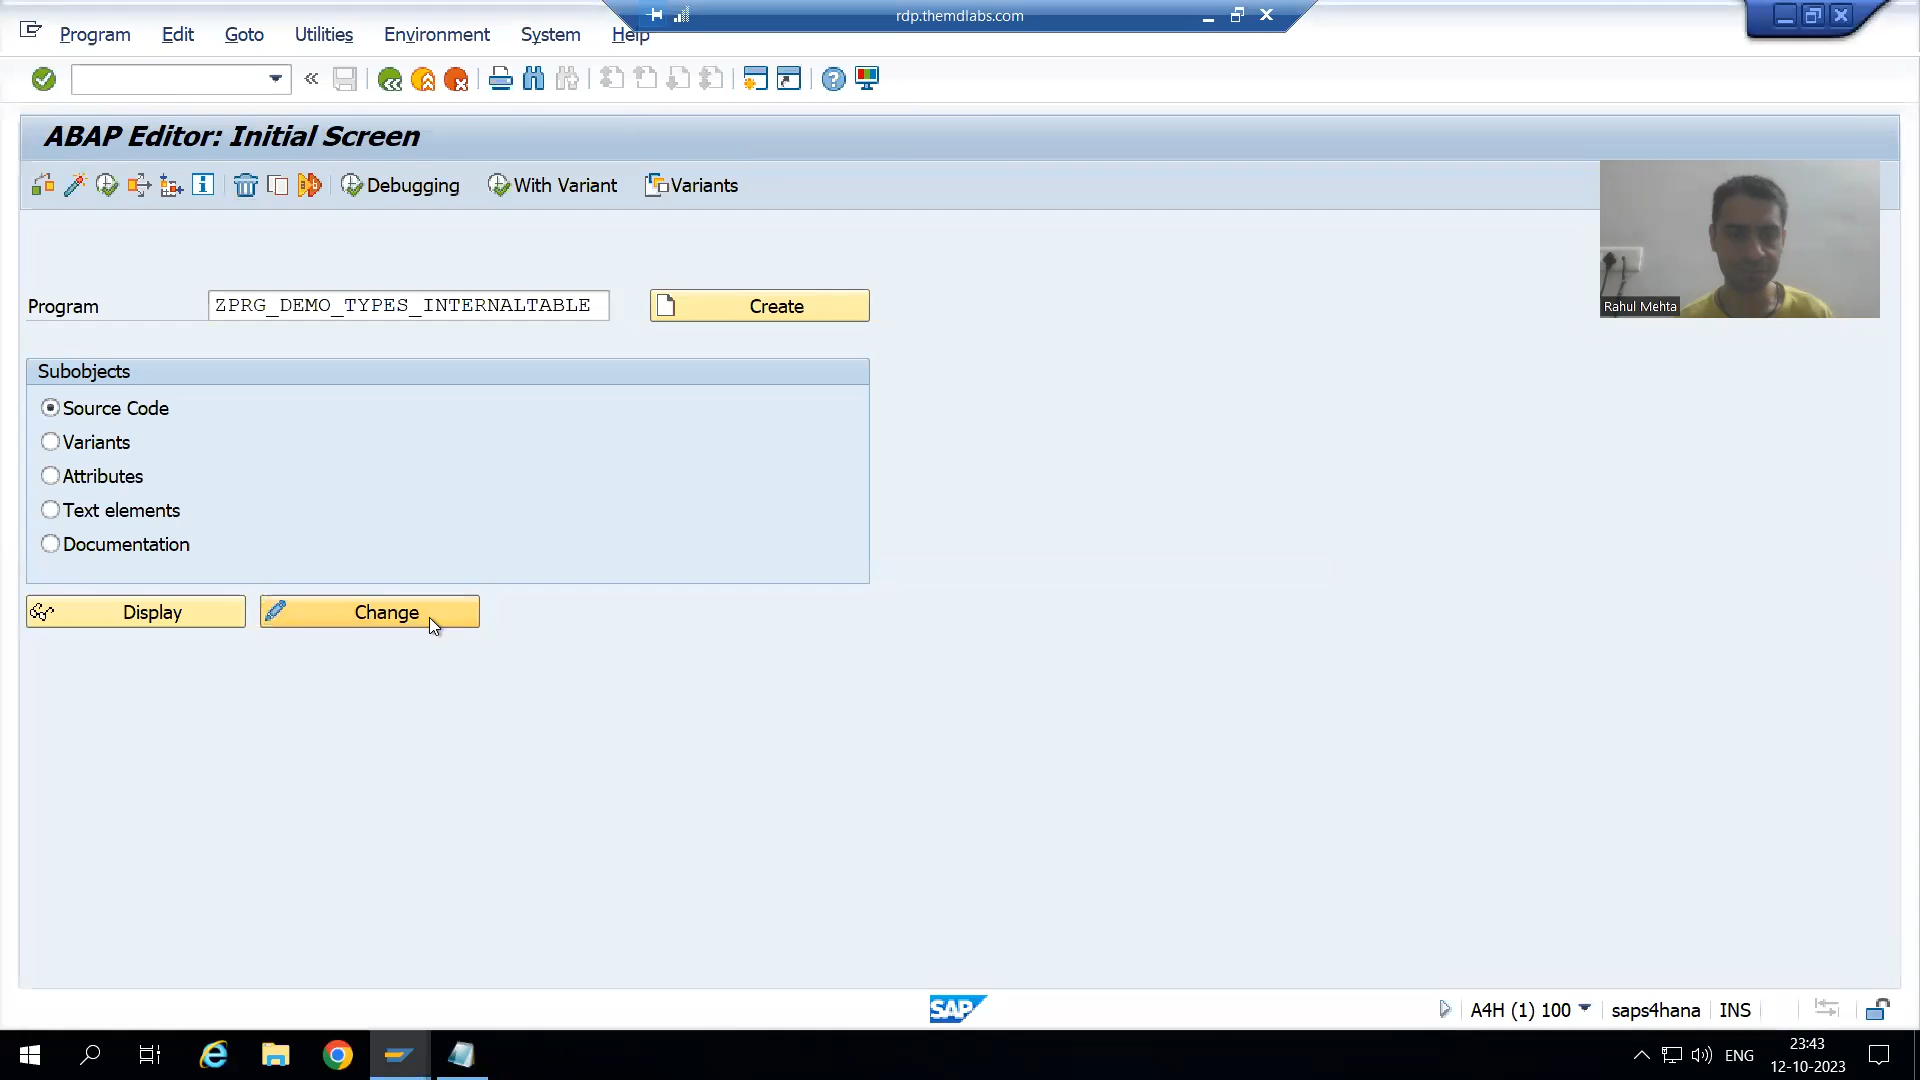 rdp.themdlabs.com
Program Edit Goto Utilities Environment System Help
ABAP Editor: Initial Screen
Debugging With Variant Variants
Rahul Mehta
Program ZPRG_DEMO_TYPES_INTERNALTABLE Create
Subobjects
Source Code
Variants
Attributes
Text elements
Documentation
Display Change
SAP
A4H (1) 100 saps4hana INS
ENG
23:43
12-10-2023